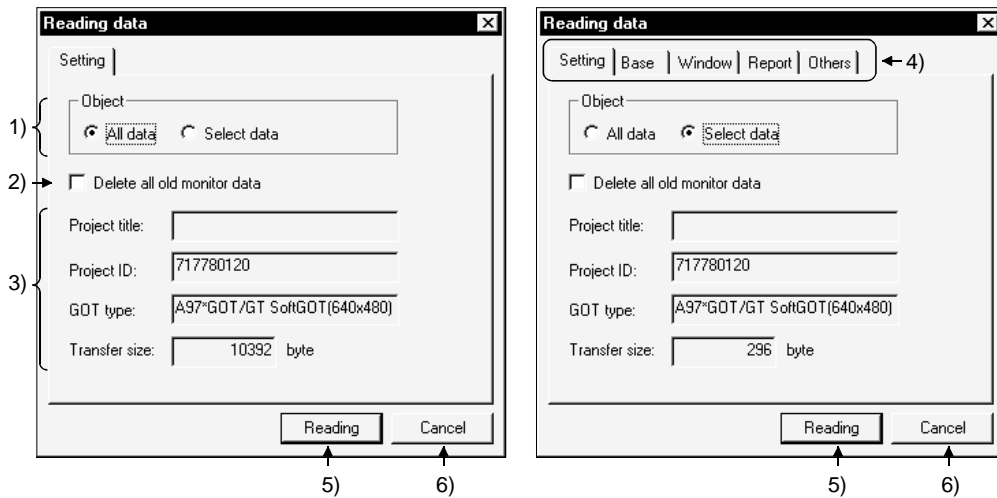 Reading data
Setting
1)
Object
All data Select data
2)
Delete all old monitor data
3)
Project title:
Project ID: 717780120
GOT type: A97*GOT/GT SoftGOT(640x480)
Transfer size: 10392 byte
Reading Cancel
5) 6)
Reading data
Setting Base Window Report Others
4)
Object
All data Select data
Delete all old monitor data
Project title:
Project ID: 717780120
GOT type: A97*GOT/GT SoftGOT(640x480)
Transfer size: 296 byte
Reading Cancel
5) 6)